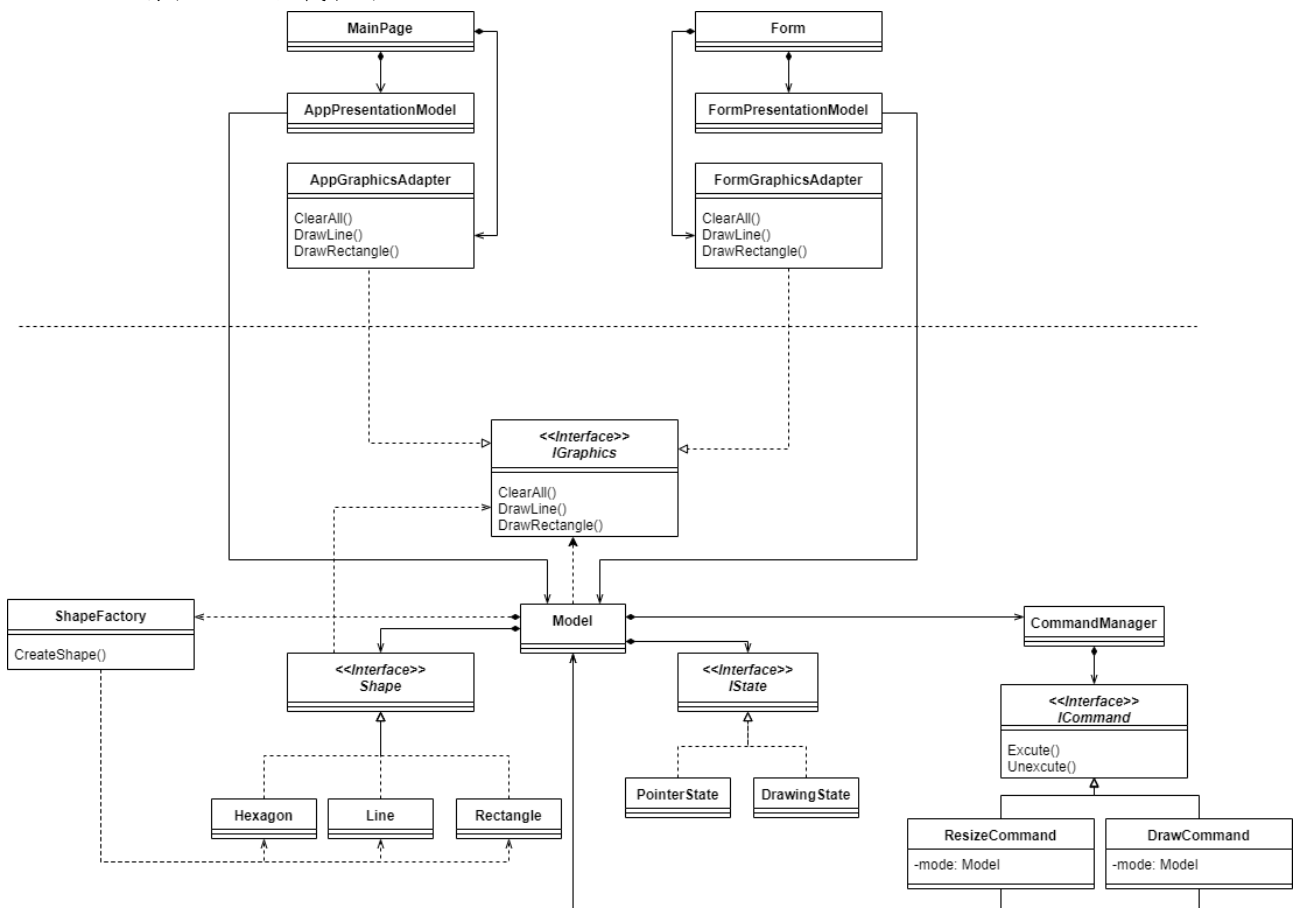 MainPage
Form
AppPresentationModel
FormPresentationModel
AppGraphicsAdapter
ClearAll()
DrawLine()
DrawRectangle()
FormGraphicsAdapter
ClearAll()
DrawLine()
DrawRectangle()
<<Interface>>
IGraphics
ClearAll()
DrawLine()
DrawRectangle()
ShapeFactory
CreateShape()
Model
CommandManager
<<Interface>>
Shape
<<Interface>>
IState
<<Interface>>
ICommand
Excute()
Unexcute()
Hexagon
Line
Rectangle
PointerState
DrawingState
ResizeCommand
-mode: Model
DrawCommand
-mode: Model